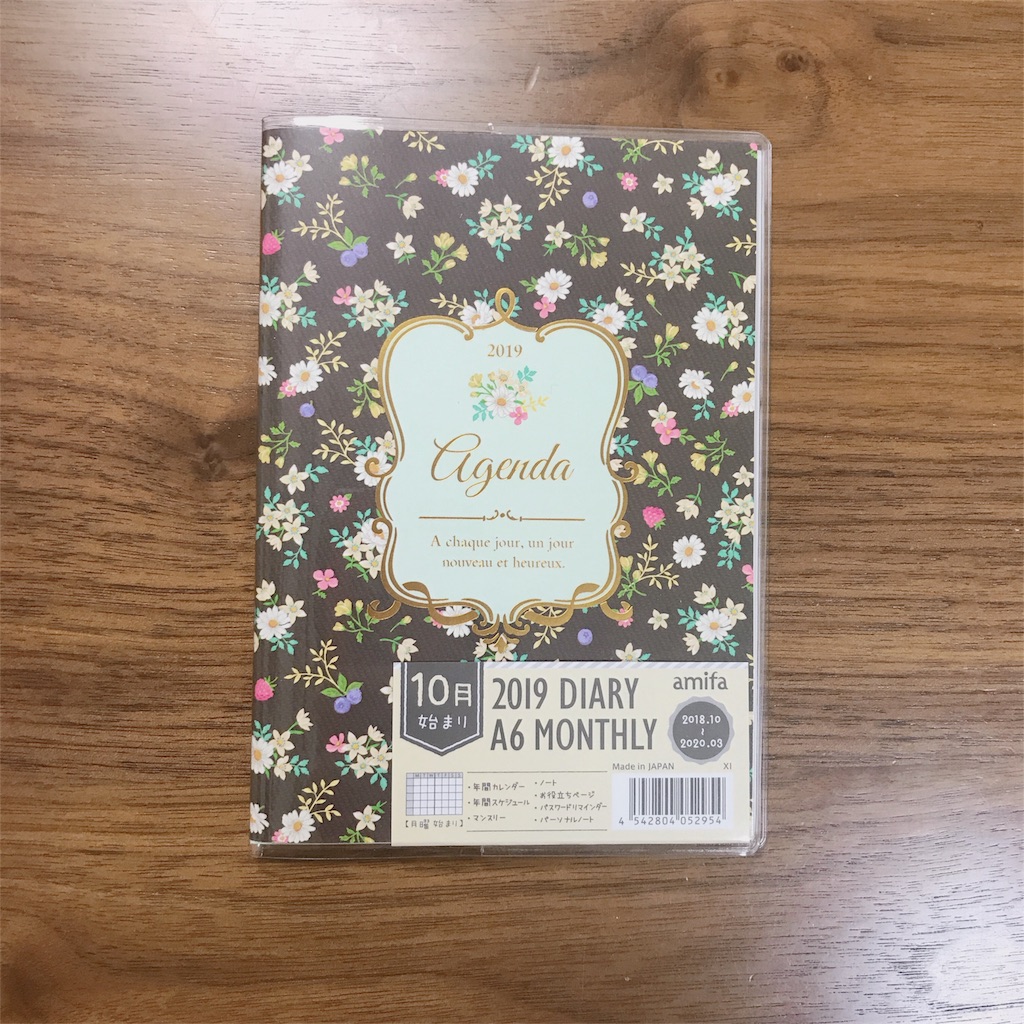 2019
Agenda
A chaque jour, un jour
nouveau et heureux.
10月
始まり
2019 DIARY
A6 MONTHLY
amifa
2018.10
~
2020.03
Made in JAPAN XI
M T W T F S S
【月曜始まり】
・年間カレンダー
・年間スケジュール
・マンスリー
・ノート
・お役立ちページ
・パスワードリマインダー
・パーソナルノート
4 542804 052954